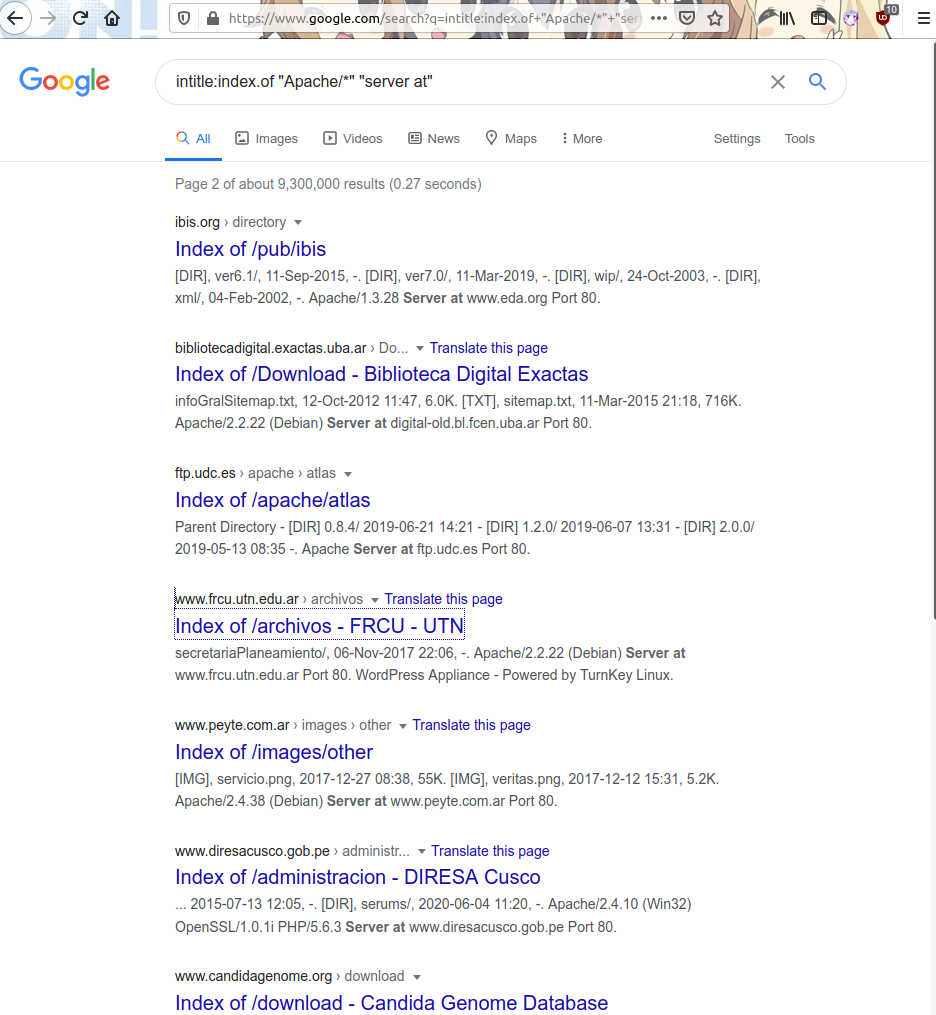 https://www.google.com/search?q=intitle:index.of+"Apache/*"+"ser
10
Google
intitle:index.of "Apache/*" "server at"
All Images Videos News Maps More Settings Tools
Page 2 of about 9,300,000 results (0.27 seconds)
ibis.org › directory
Index of /pub/ibis
[DIR], ver6.1/, 11-Sep-2015, -. [DIR], ver7.0/, 11-Mar-2019, -. [DIR], wip/, 24-Oct-2003, -. [DIR],
xml/, 04-Feb-2002, -. Apache/1.3.28 Server at www.eda.org Port 80.
bibliotecadigital.exactas.uba.ar › Do... Translate this page
Index of /Download - Biblioteca Digital Exactas
infoGralSitemap.txt, 12-Oct-2012 11:47, 6.0K. [TXT], sitemap.txt, 11-Mar-2015 21:18, 716K.
Apache/2.2.22 (Debian) Server at digital-old.bl.fcen.uba.ar Port 80.
ftp.udc.es › apache › atlas
Index of /apache/atlas
Parent Directory - [DIR] 0.8.4/ 2019-06-21 14:21 - [DIR] 1.2.0/ 2019-06-07 13:31 - [DIR] 2.0.0/
2019-05-13 08:35 -. Apache Server at ftp.udc.es Port 80.
www.frcu.utn.edu.ar › archivos Translate this page
Index of /archivos - FRCU - UTN
secretariaPlaneamiento/, 06-Nov-2017 22:06, -. Apache/2.2.22 (Debian) Server at
www.frcu.utn.edu.ar Port 80. WordPress Appliance - Powered by TurnKey Linux.
www.peyte.com.ar › images › other Translate this page
Index of /images/other
[IMG], servicio.png, 2017-12-27 08:38, 55K. [IMG], veritas.png, 2017-12-12 15:31, 5.2K.
Apache/2.4.38 (Debian) Server at www.peyte.com.ar Port 80.
www.diresacusco.gob.pe › administr... Translate this page
Index of /administracion - DIRESA Cusco
... 2015-07-13 12:05, -. [DIR], serums/, 2020-06-04 11:20, -. Apache/2.4.10 (Win32)
OpenSSL/1.0.1i PHP/5.6.3 Server at www.diresacusco.gob.pe Port 80.
www.candidagenome.org › download
Index of /download - Candida Genome Database